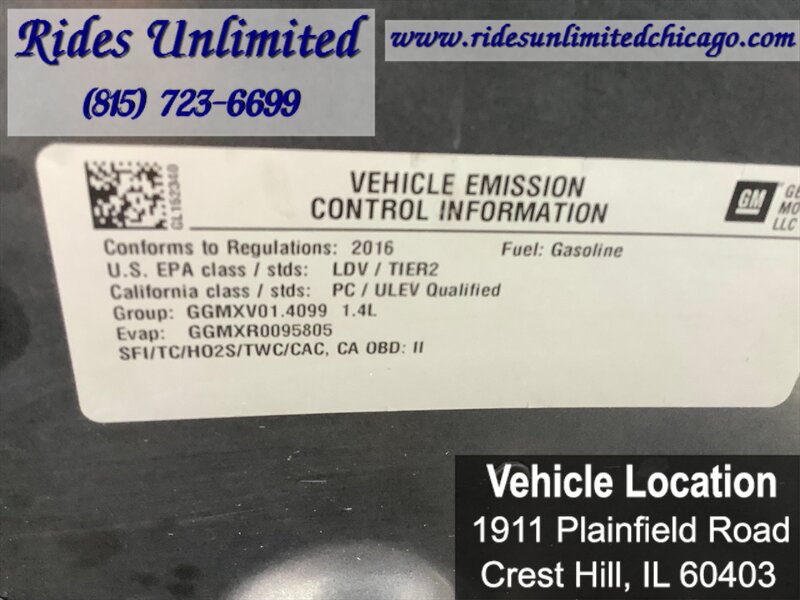 Rides Unlimited
(815) 723-6699
www.ridesunlimitedchicago.com
GL152340
VEHICLE EMISSION
CONTROL INFORMATION
GM
LLC
Conforms to Regulations: 2016 Fuel: Gasoline
U.S. EPA class / stds: LDV / TIER2
California class / stds: PC / ULEV Qualified
Group: GGMXV01.4099 1.4L
Evap: GGMXR0095805
SFI/TC/HO2S/TWC/CAC, CA OBD: II
Vehicle Location
1911 Plainfield Road
Crest Hill, IL 60403